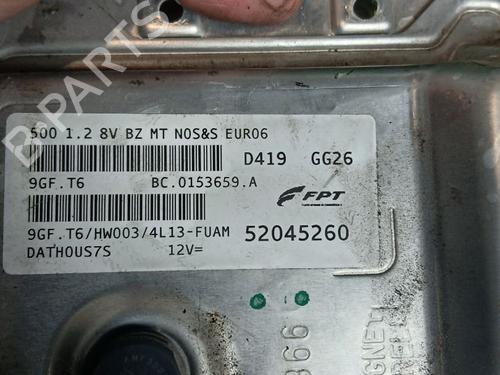 500 1.2 8V BZ MT NOS&S EUR06
D419 GG26
9GF.T6 BC.0153659.A
FPT
9GF.T6/HW003/4L13-FUAM 52045260
DATHOUS7S 12V=